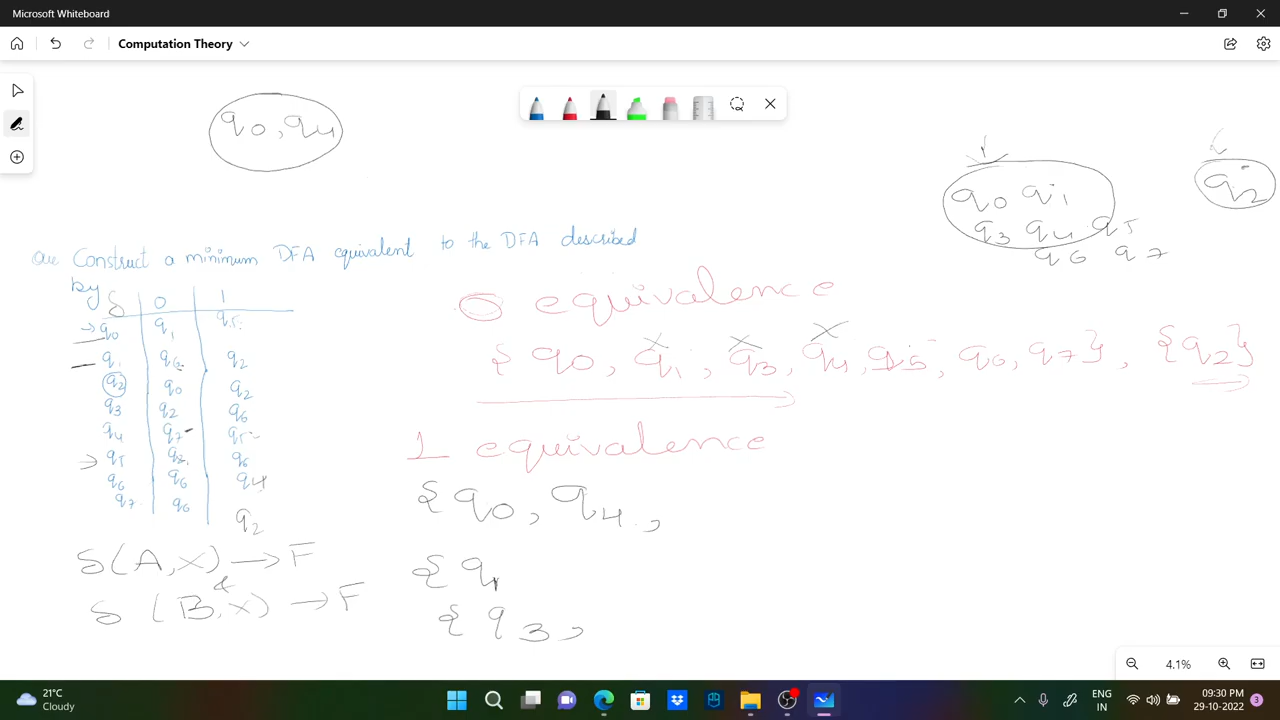 Microsoft Whiteboard
Computation Theory
q0, q4
q0 q1
q3 q4 q5
q6 q7
q2
Que Construct a minimum DFA equivalent to the DFA described
by
δ 0 1
→ q0 q1 q5
q1 q6 q2
q2 q0 q2
q3 q2 q6
q4 q7 q5
→ q5 q2 q6
q6 q6 q4
q7 q6 q2
δ(A,X) → F
&
δ (B,X) → F
0 equivalence
{ q0, q1, q3, q4, q5, q6, q7}, {q2}
1 equivalence
{ q0, q4,
{ q1
{ q3,
4.1%
21°C
Cloudy
ENG
IN
09:30 PM
29-10-2022
3